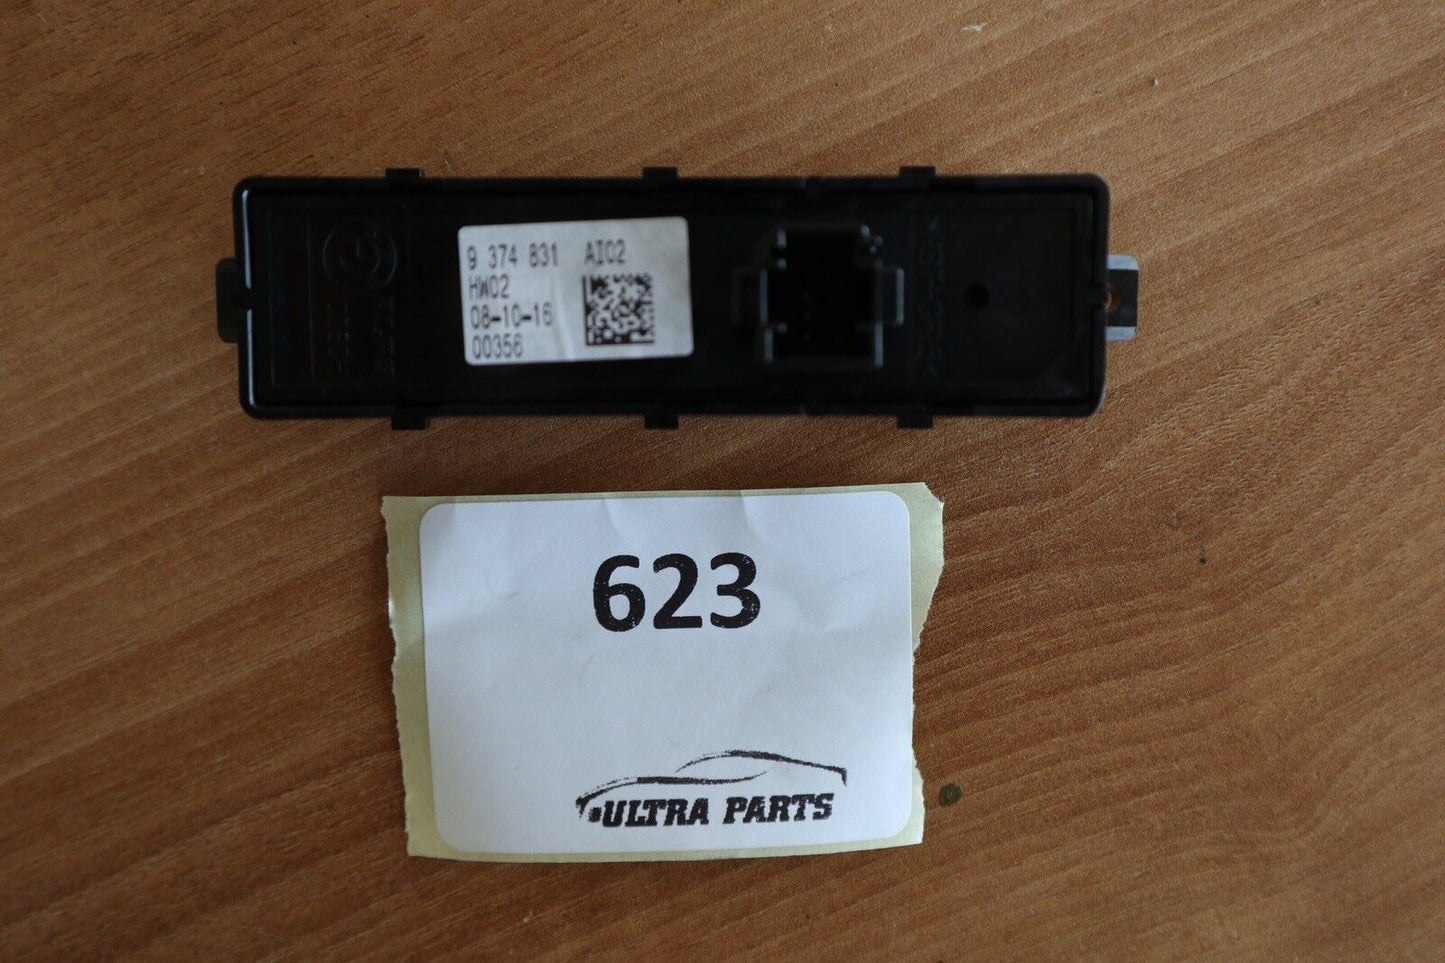 9 374 831 AI02
HW02
08-10-16
00356
623
ULTRA PARTS